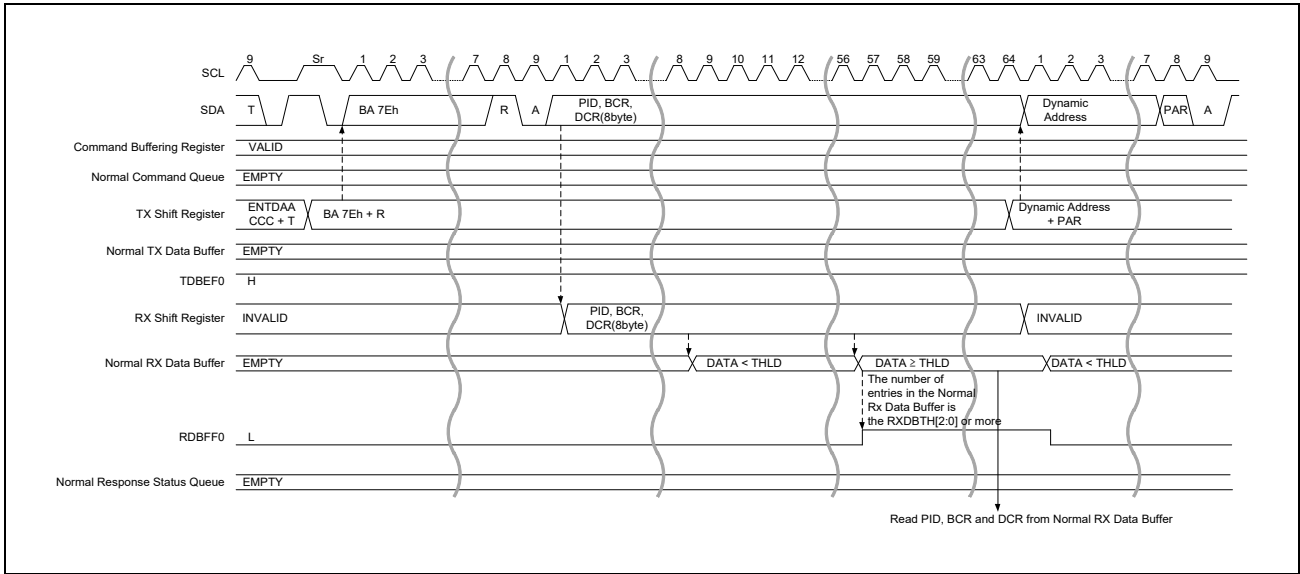 9 Sr 1 2 3 7 8 9 1 2 3 8 9 10 11 12 56 57 58 59 63 64 1 2 3 7 8 9
SCL
SDA T BA 7Eh R A PID, BCR, DCR(8byte) Dynamic Address PAR A
Command Buffering Register VALID
Normal Command Queue EMPTY
TX Shift Register ENTDAA CCC + T BA 7Eh + R Dynamic Address + PAR
Normal TX Data Buffer EMPTY
TDBEF0 H
RX Shift Register INVALID PID, BCR, DCR(8byte) INVALID
Normal RX Data Buffer EMPTY DATA < THLD DATA ≥ THLD DATA < THLD
The number of
entries in the Normal
Rx Data Buffer is
the RXDBTH[2:0] or more
RDBFF0 L
Normal Response Status Queue EMPTY
Read PID, BCR and DCR from Normal RX Data Buffer